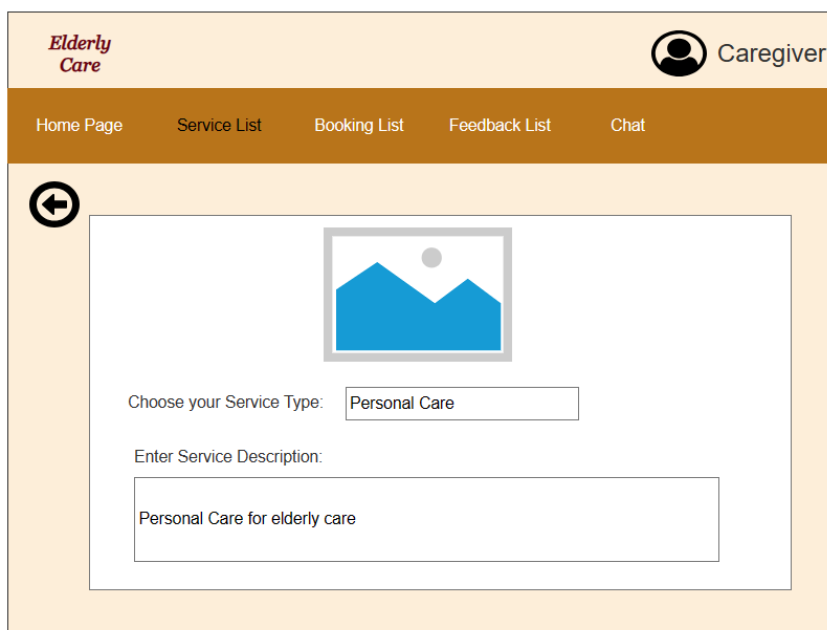 Elderly
Care
Caregiver
Home Page Service List Booking List Feedback List Chat
Choose your Service Type: Personal Care
Enter Service Description:
Personal Care for elderly care